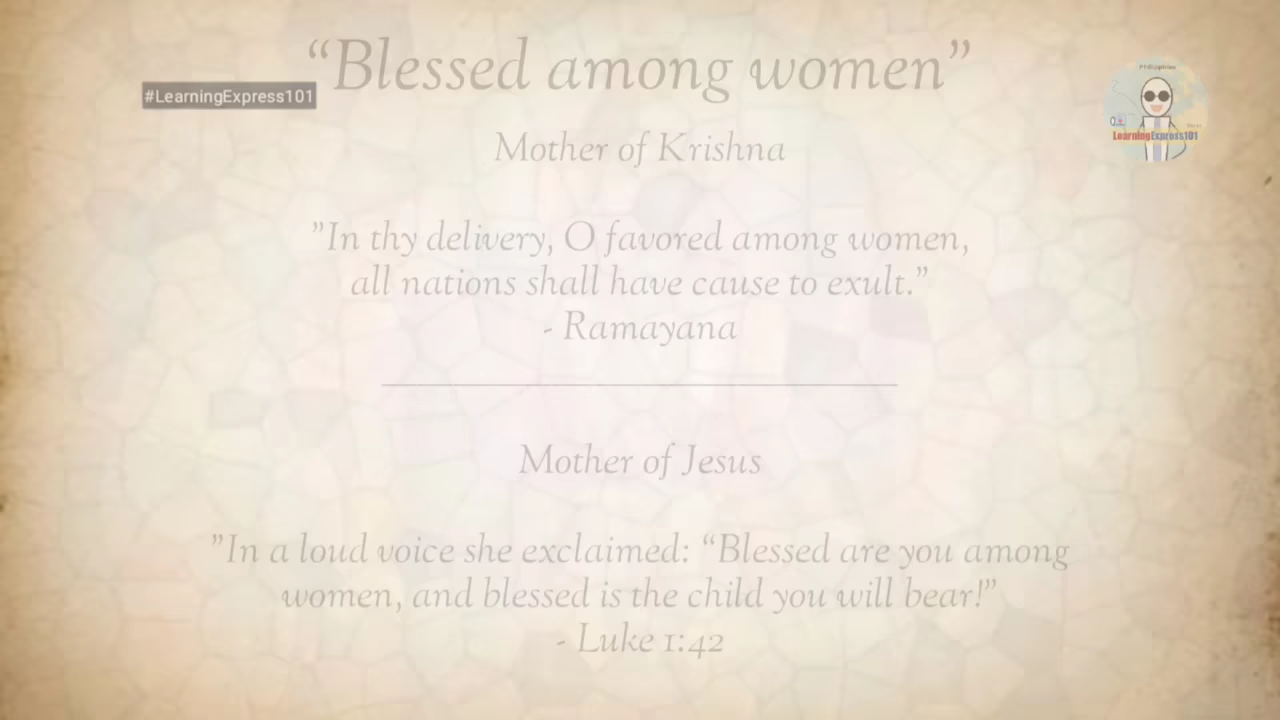 “Blessed among women”
#LearningExpress101
Philippines
LearningExpress101
Mother of Krishna
”In thy delivery, O favored among women,
all nations shall have cause to exult.”
- Ramayana
Mother of Jesus
”In a loud voice she exclaimed: “Blessed are you among
women, and blessed is the child you will bear!”
- Luke 1:42